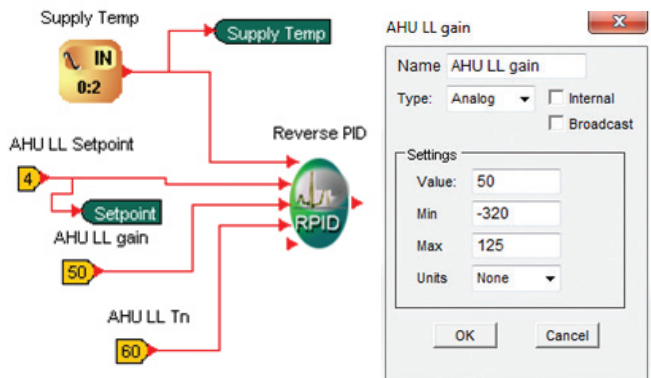 Supply Temp
Supply Temp
IN
0:2
Reverse PID
AHU LL Setpoint
4
Setpoint
RPID
AHU LL gain
50
AHU LL Tn
60
AHU LL gain
x
Name AHU LL gain
Type: Analog Internal
Broadcast
Settings
Value: 50
Min -320
Max 125
Units None
OK Cancel